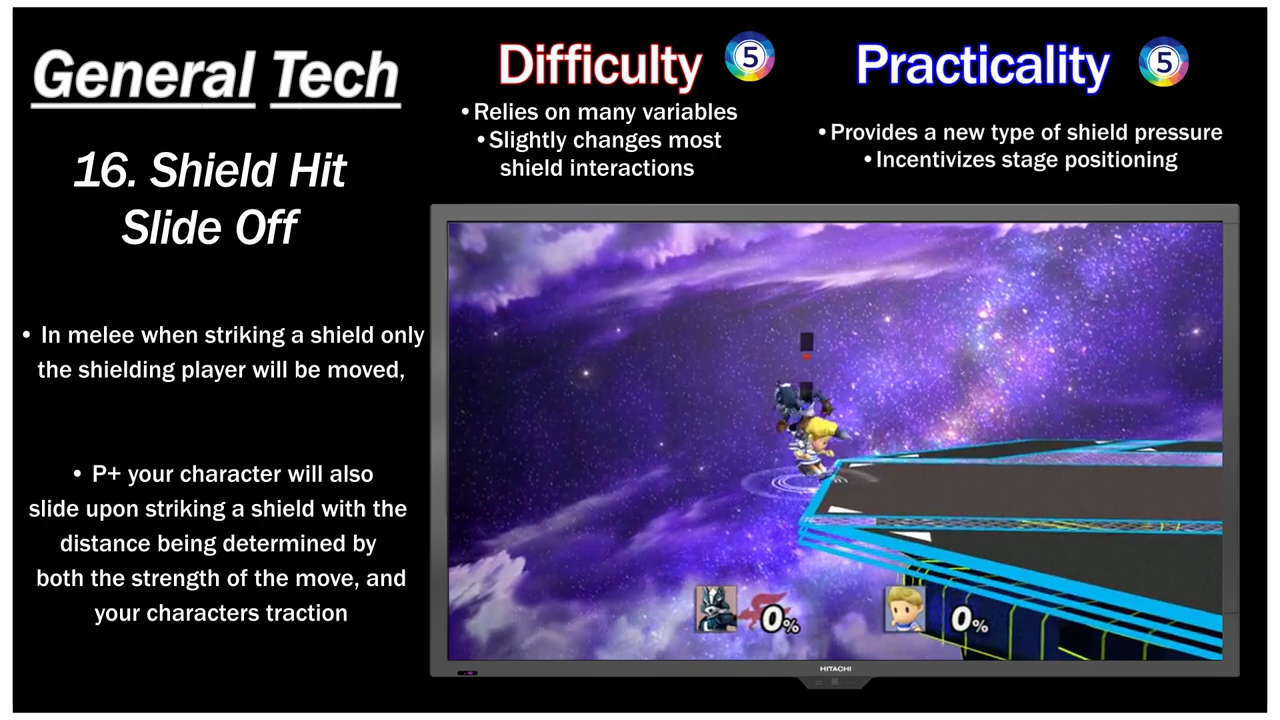 General Tech
16. Shield Hit
Slide Off
• In melee when striking a shield only
the shielding player will be moved,
• P+ your character will also
slide upon striking a shield with the
distance being determined by
both the strength of the move, and
your characters traction
Difficulty 5
• Relies on many variables
• Slightly changes most
shield interactions
Practicality 5
• Provides a new type of shield pressure
• Incentivizes stage positioning
0%
0%
HITACHI